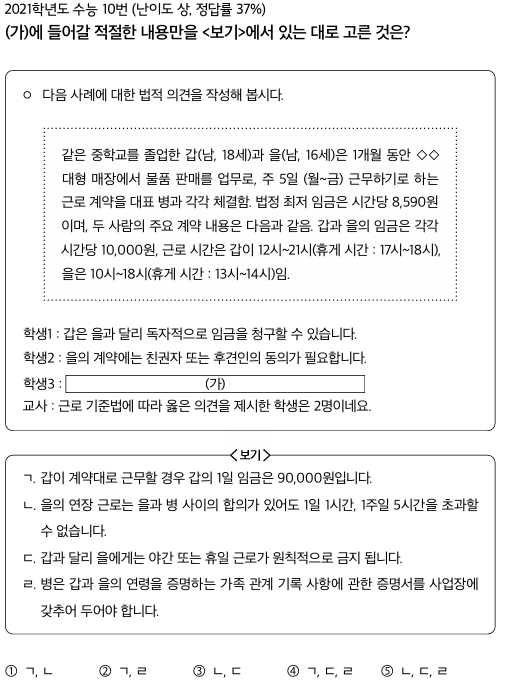 2021학년도 수능 10번 (난이도 상, 정답률 37%)
(가)에 들어갈 적절한 내용만을 <보기>에서 있는 대로 고른 것은?
○ 다음 사례에 대한 법적 의견을 작성해 봅시다.
같은 중학교를 졸업한 갑(남, 18세)과 을(남, 16세)은 1개월 동안 ◇◇
대형 매장에서 물품 판매를 업무로, 주 5일 (월~금) 근무하기로 하는
근로 계약을 대표 병과 각각 체결함. 법정 최저 임금은 시간당 8,590원
이며, 두 사람의 주요 계약 내용은 다음과 같음. 갑과 을의 임금은 각각
시간당 10,000원, 근로 시간은 갑이 12시~21시(휴게 시간 : 17시~18시),
을은 10시~18시(휴게 시간 : 13시~14시)임.
학생1 : 갑은 을과 달리 독자적으로 임금을 청구할 수 있습니다.
학생2 : 을의 계약에는 친권자 또는 후견인의 동의가 필요합니다.
학생3 : (가)
교사 : 근로 기준법에 따라 옳은 의견을 제시한 학생은 2명이네요.
<보기>
ㄱ. 갑이 계약대로 근무할 경우 갑의 1일 임금은 90,000원입니다.
ㄴ. 을의 연장 근로는 을과 병 사이의 합의가 있어도 1일 1시간, 1주일 5시간을 초과할
수 없습니다.
ㄷ. 갑과 달리 을에게는 야간 또는 휴일 근로가 원칙적으로 금지 됩니다.
ㄹ. 병은 갑과 을의 연령을 증명하는 가족 관계 기록 사항에 관한 증명서를 사업장에
갖추어 두어야 합니다.
① ㄱ, ㄴ ② ㄱ, ㄹ ③ ㄴ, ㄷ ④ ㄱ, ㄷ, ㄹ ⑤ ㄴ, ㄷ, ㄹ